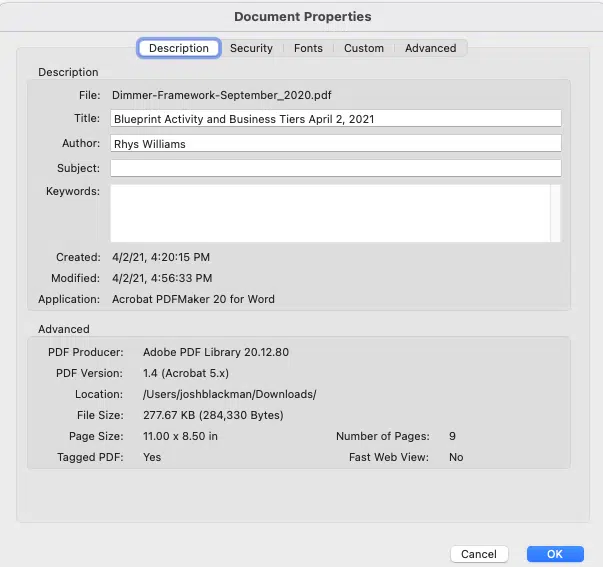 Document Properties
Description Security Fonts Custom Advanced
Description
File: Dimmer-Framework-September_2020.pdf
Title: Blueprint Activity and Business Tiers April 2, 2021
Author: Rhys Williams
Subject:
Keywords:
Created: 4/2/21, 4:20:15 PM
Modified: 4/2/21, 4:56:33 PM
Application: Acrobat PDFMaker 20 for Word
Advanced
PDF Producer: Adobe PDF Library 20.12.80
PDF Version: 1.4 (Acrobat 5.x)
Location: /Users/joshblackman/Downloads/
File Size: 277.67 KB (284,330 Bytes)
Page Size: 11.00 x 8.50 in Number of Pages: 9
Tagged PDF: Yes Fast Web View: No
Cancel OK